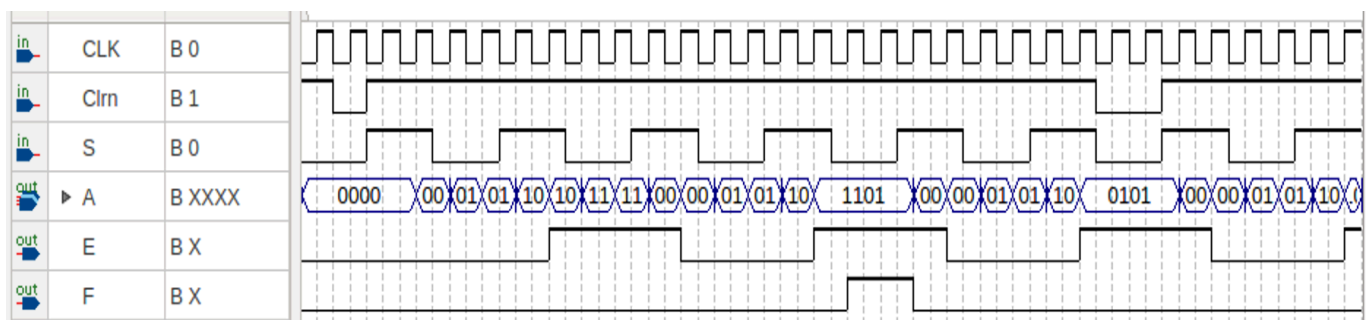 in CLK B 0
in Clrn B 1
in S B 0
out A B XXXX 0000 00 01 01 10 10 11 11 00 00 01 01 10 1101 00 00 01 01 10 0101 00 00 01 01 10
out E B X
out F B X